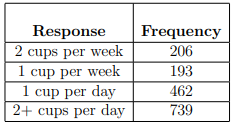 Response Frequency
2 cups per week 206
1 cup per week 193
1 cup per day 462
2+ cups per day 739